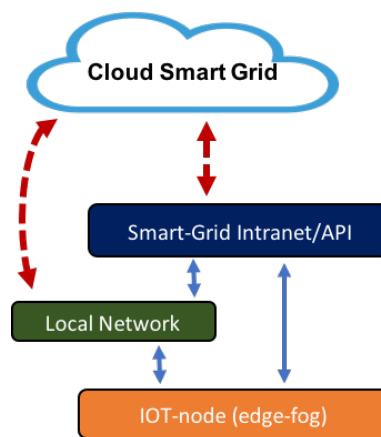 Cloud Smart Grid
Smart-Grid Intranet/API
Local Network
IOT-node (edge-fog)